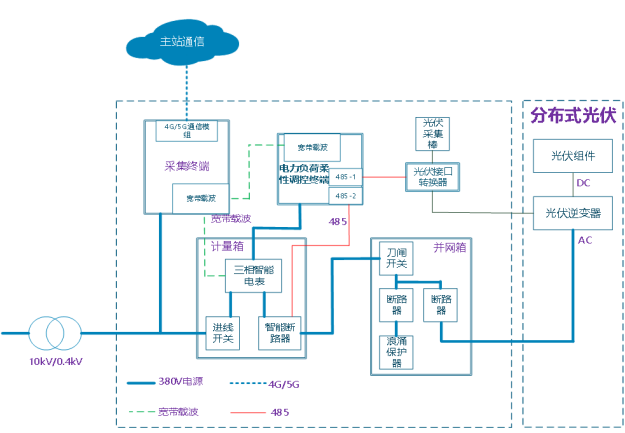 主站通信
分布式光伏
4G/5G通信模
组
采集终端
宽带载波
宽带载波
宽带载波
电力负荷柔
性调控终端
485-1
485-2
485
光伏
采集
棒
光伏接口
转换器
光伏组件
DC
光伏逆变器
AC
计量箱
三相智能
电表
进线
开关
智能断
路器
并网箱
刀闸
开关
断路
器
断路
器
浪涌
保护
器
10kV/0.4kV
380V电源
4G/5G
宽带载波
485